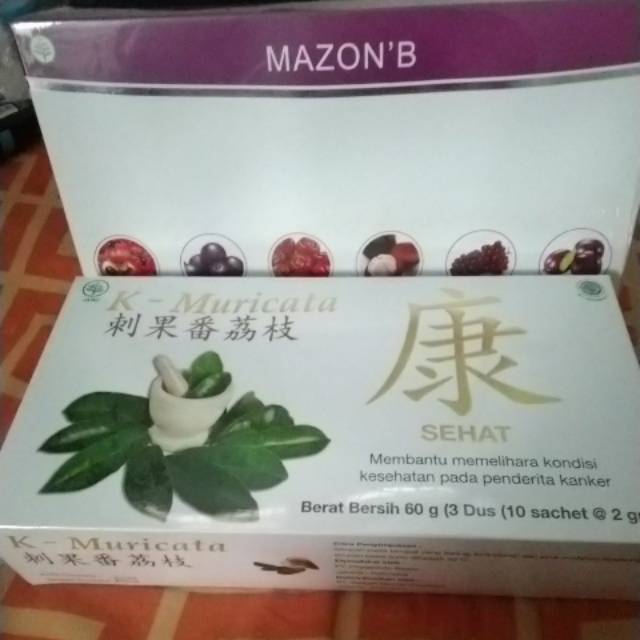 MAZON'B
K - Muricata
刺果番荔枝
康
SEHAT
Membantu memelihara kondisi
kesehatan pada penderita kanker
Berat Bersih 60 g (3 Dus (10 sachet @ 2 g
K - Muricata
刺果番荔枝